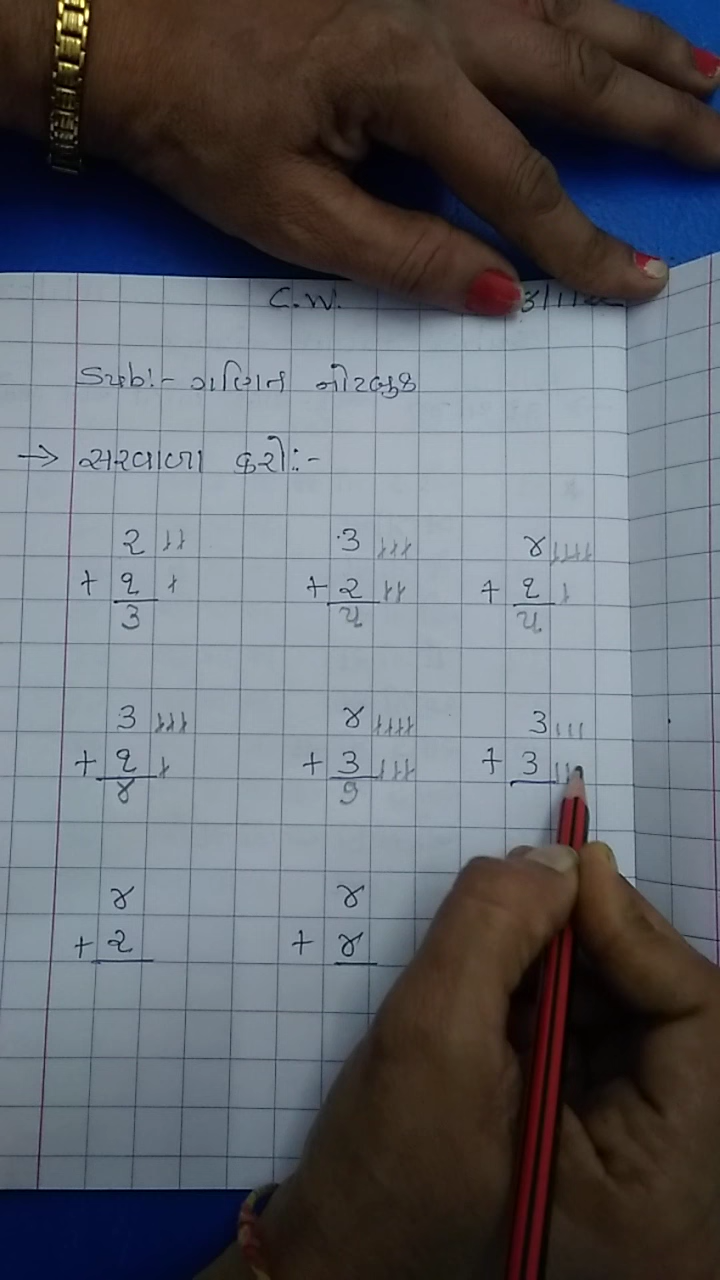 C.W.
Sub:- ગણિત નોટબુક
→ સરવાળા કરો:-
૨ ૩ ૪
+ ૧ + ૨ + ૧
૩ ૫ ૫
૩ ૪ ૩
+ ૧ + ૩ + ૩
૪ ૭
૪ ૪
+ ૨ + ૪